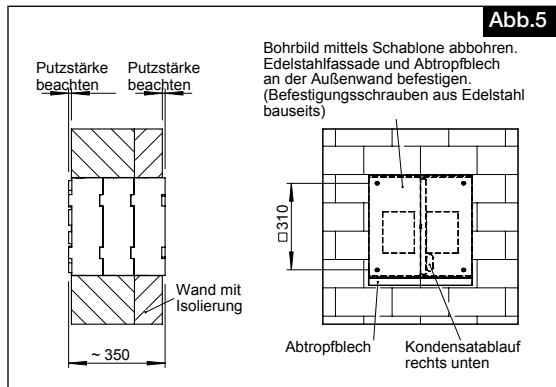 Abb.5
Putzstärke
beachten
Putzstärke
beachten
Bohrbild mittels Schablone abbohren.
Edelstahlfassade und Abtropfblech
an der Außenwand befestigen.
(Befestigungsschrauben aus Edelstahl
bauseits)
□310
Wand mit
Isolierung
~ 350
Abtropfblech
Kondensatablauf
rechts unten